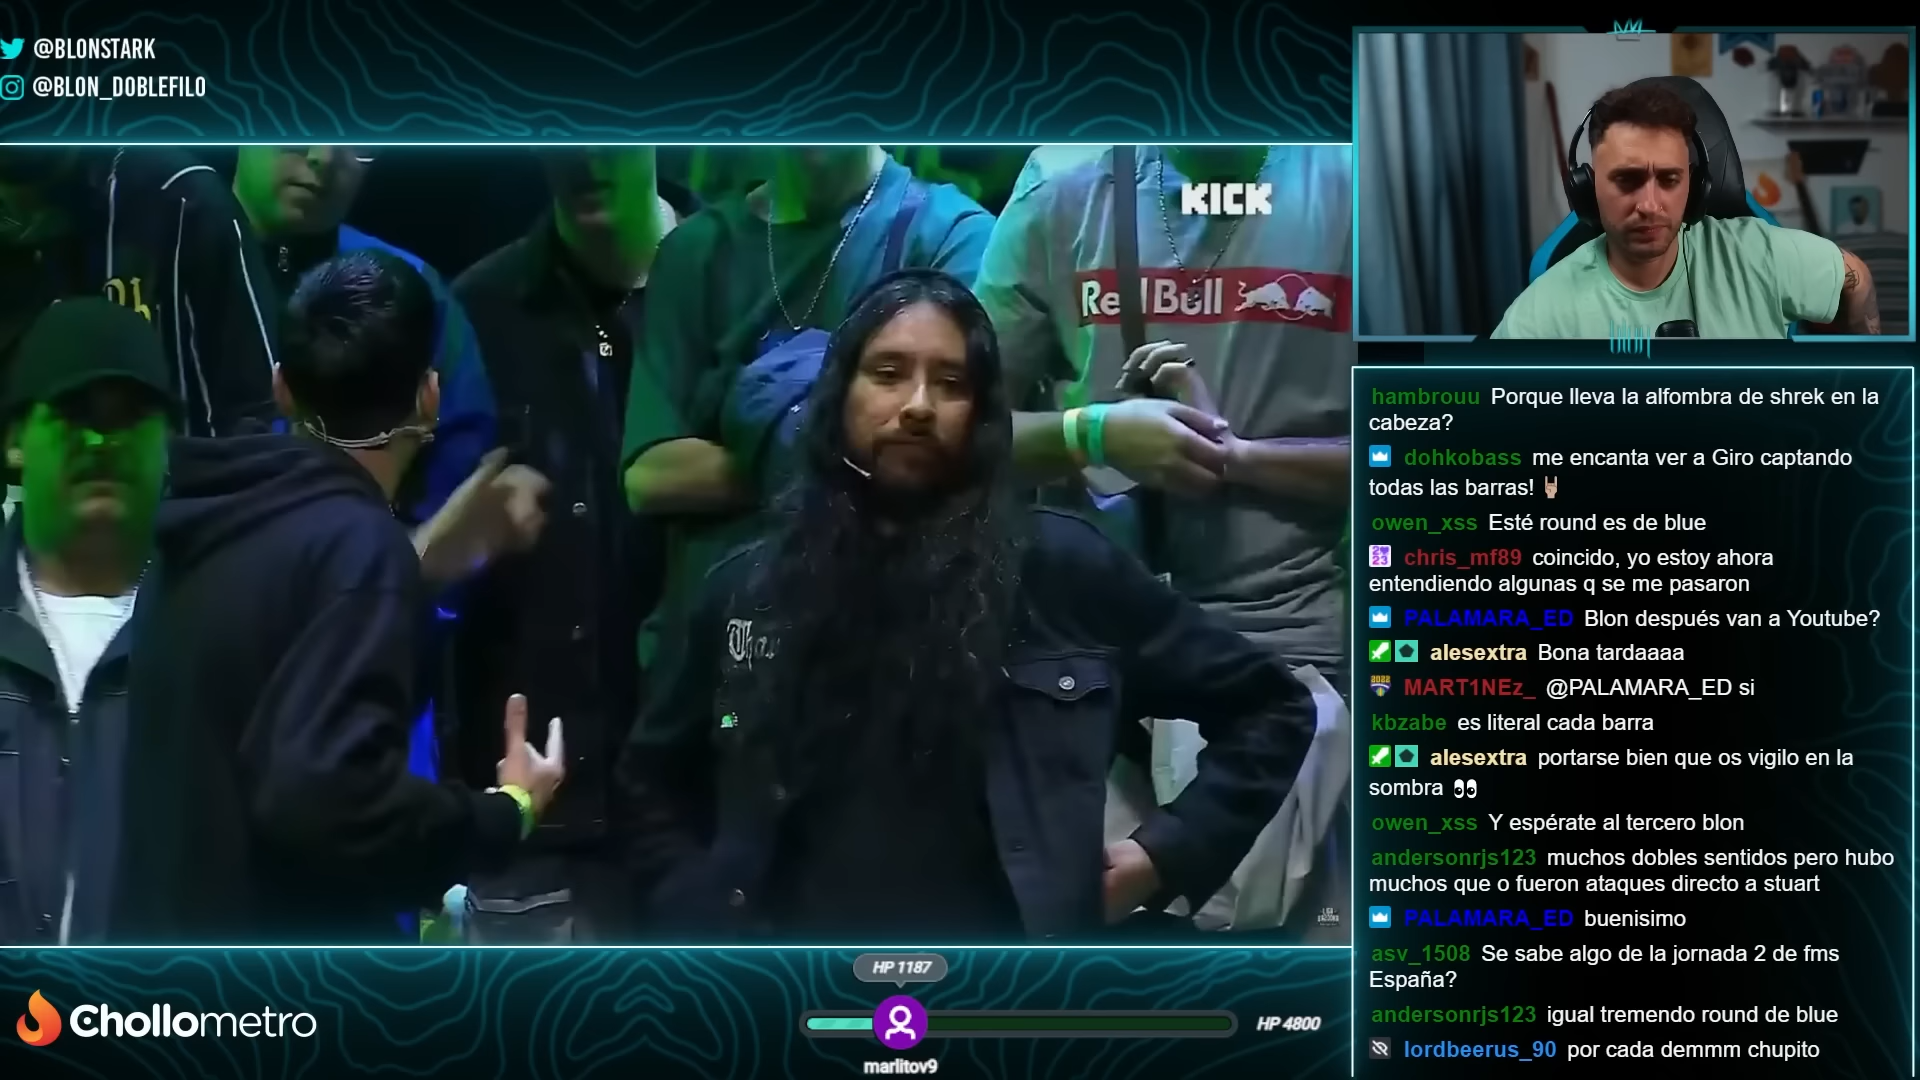 @BLONSTARK
@BLON_DOBLEFILO
KICK
Red Bull
hambrouu Porque lleva la alfombra de shrek en la
cabeza?
dohkobass me encanta ver a Giro captando
todas las barras!
owen_xss Esté round es de blue
chris_mf89 coincido, yo estoy ahora
entendiendo algunas q se me pasaron
PALAMARA_ED Blon después van a Youtube?
alesextra Bona tardaaaa
MART1NEz_ @PALAMARA_ED si
kbzabe es literal cada barra
alesextra portarse bien que os vigilo en la
sombra
owen_xss Y espérate al tercero blon
andersonrjs123 muchos dobles sentidos pero hubo
muchos que o fueron ataques directo a stuart
PALAMARA_ED buenisimo
asv_1508 Se sabe algo de la jornada 2 de fms
España?
andersonrjs123 igual tremendo round de blue
lordbeerus_90 por cada demmm chupito
HP 1187
Chollometro
HP 4800
marlitov9